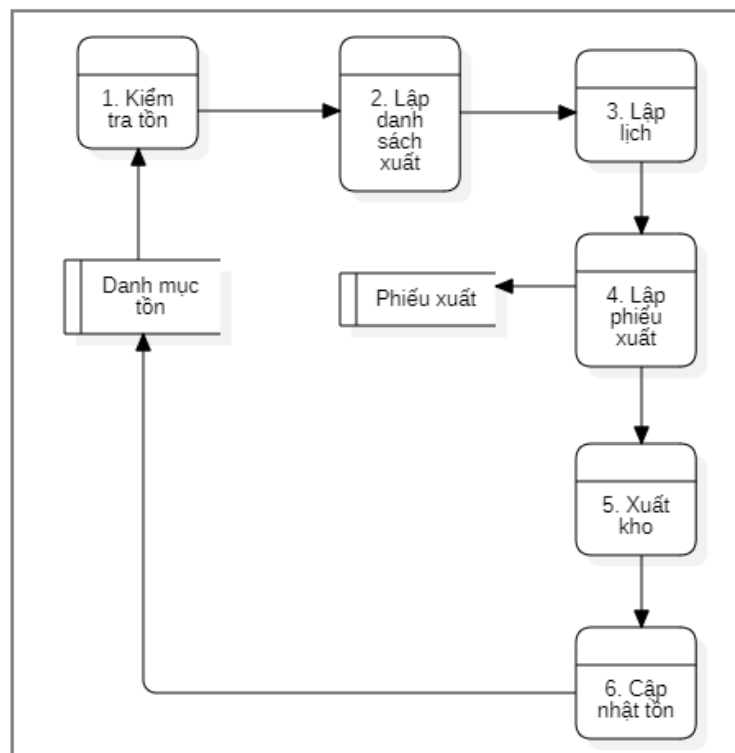 1. Kiểm
tra tồn
2. Lập
danh
sách
xuất
3. Lập
lịch
Danh mục
tồn
Phiếu xuất
4. Lập
phiếu
xuất
5. Xuất
kho
6. Cập
nhật tồn